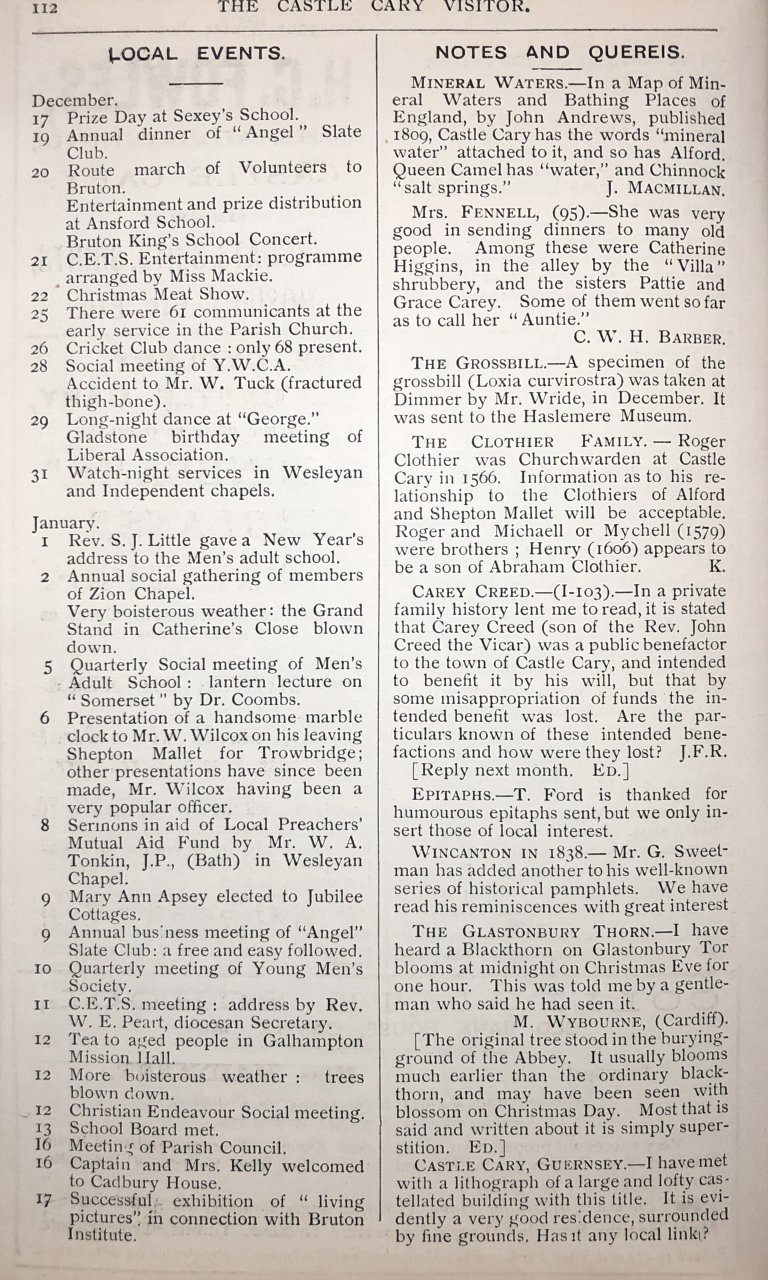 112 THE CASTLE CARY VISITOR.
LOCAL EVENTS.
December.
17 Prize Day at Sexey's School.
19 Annual dinner of "Angel" Slate
Club.
20 Route march of Volunteers to
Bruton.
Entertainment and prize distribution
at Ansford School.
Bruton King's School Concert.
21 C.E.T.S. Entertainment: programme
arranged by Miss Mackie.
22 Christmas Meat Show.
25 There were 61 communicants at the
early service in the Parish Church.
26 Cricket Club dance : only 68 present.
28 Social meeting of Y.W.C.A.
Accident to Mr. W. Tuck (fractured
thigh-bone).
29 Long-night dance at "George."
Gladstone birthday meeting of
Liberal Association.
31 Watch-night services in Wesleyan
and Independent chapels.
January.
1 Rev. S. J. Little gave a New Year's
address to the Men's adult school.
2 Annual social gathering of members
of Zion Chapel.
Very boisterous weather: the Grand
Stand in Catherine's Close blown
down.
5 Quarterly Social meeting of Men's
Adult School : lantern lecture on
"Somerset" by Dr. Coombs.
6 Presentation of a handsome marble
clock to Mr. W. Wilcox on his leaving
Shepton Mallet for Trowbridge;
other presentations have since been
made, Mr. Wilcox having been a
very popular officer.
8 Sermons in aid of Local Preachers'
Mutual Aid Fund by Mr. W. A.
Tonkin, J.P., (Bath) in Wesleyan
Chapel.
9 Mary Ann Apsey elected to Jubilee
Cottages.
9 Annual business meeting of "Angel"
Slate Club: a free and easy followed.
10 Quarterly meeting of Young Men's
Society.
11 C.E.T.S. meeting : address by Rev.
W. E. Peart, diocesan Secretary.
12 Tea to aged people in Galhampton
Mission Hall.
12 More boisterous weather : trees
blown down.
12 Christian Endeavour Social meeting.
13 School Board met.
16 Meeting of Parish Council.
16 Captain and Mrs. Kelly welcomed
to Cadbury House.
17 Successful exhibition of "living
pictures" in connection with Bruton
Institute.
NOTES AND QUEREIS.
MINERAL WATERS.—In a Map of Min-
eral Waters and Bathing Places of
England, by John Andrews, published
1809, Castle Cary has the words "mineral
water" attached to it, and so has Alford.
Queen Camel has "water," and Chinnock
"salt springs." J. MACMILLAN.
MRS. FENNELL, (95).—She was very
good in sending dinners to many old
people. Among these were Catherine
Higgins, in the alley by the "Villa"
shrubbery, and the sisters Pattie and
Grace Carey. Some of them went so far
as to call her "Auntie."
C. W. H. BARBER.
THE GROSSBILL.—A specimen of the
grossbill (Loxia curvirostra) was taken at
Dimmer by Mr. Wride, in December. It
was sent to the Haslemere Museum.
THE CLOTHIER FAMILY. — Roger
Clothier was Churchwarden at Castle
Cary in 1566. Information as to his re-
lationship to the Clothiers of Alford
and Shepton Mallet will be acceptable.
Roger and Michaell or Mychell (1579)
were brothers ; Henry (1606) appears to
be a son of Abraham Clothier. K.
CAREY CREED.—(I-103).—In a private
family history lent me to read, it is stated
that Carey Creed (son of the Rev. John
Creed the Vicar) was a public benefactor
to the town of Castle Cary, and intended
to benefit it by his will, but that by
some misappropriation of funds the in-
tended benefit was lost. Are the par-
ticulars known of these intended bene-
factions and how were they lost? J.F.R.
[Reply next month. ED.]
EPITAPHS.—T. Ford is thanked for
humourous epitaphs sent, but we only in-
sert those of local interest.
WINCANTON IN 1838.— Mr. G. Sweet-
man has added another to his well-known
series of historical pamphlets. We have
read his reminiscences with great interest
THE GLASTONBURY THORN.—I have
heard a Blackthorn on Glastonbury Tor
blooms at midnight on Christmas Eve for
one hour. This was told me by a gentle-
man who said he had seen it.
M. WYBOURNE, (Cardiff).
[The original tree stood in the burying-
ground of the Abbey. It usually blooms
much earlier than the ordinary black-
thorn, and may have been seen with
blossom on Christmas Day. Most that is
said and written about it is simply super-
stition. ED.]
CASTLE CARY, GUERNSEY.—I have met
with a lithograph of a large and lofty cas-
tellated building with this title. It is evi-
dently a very good residence, surrounded
by fine grounds. Has it any local link?